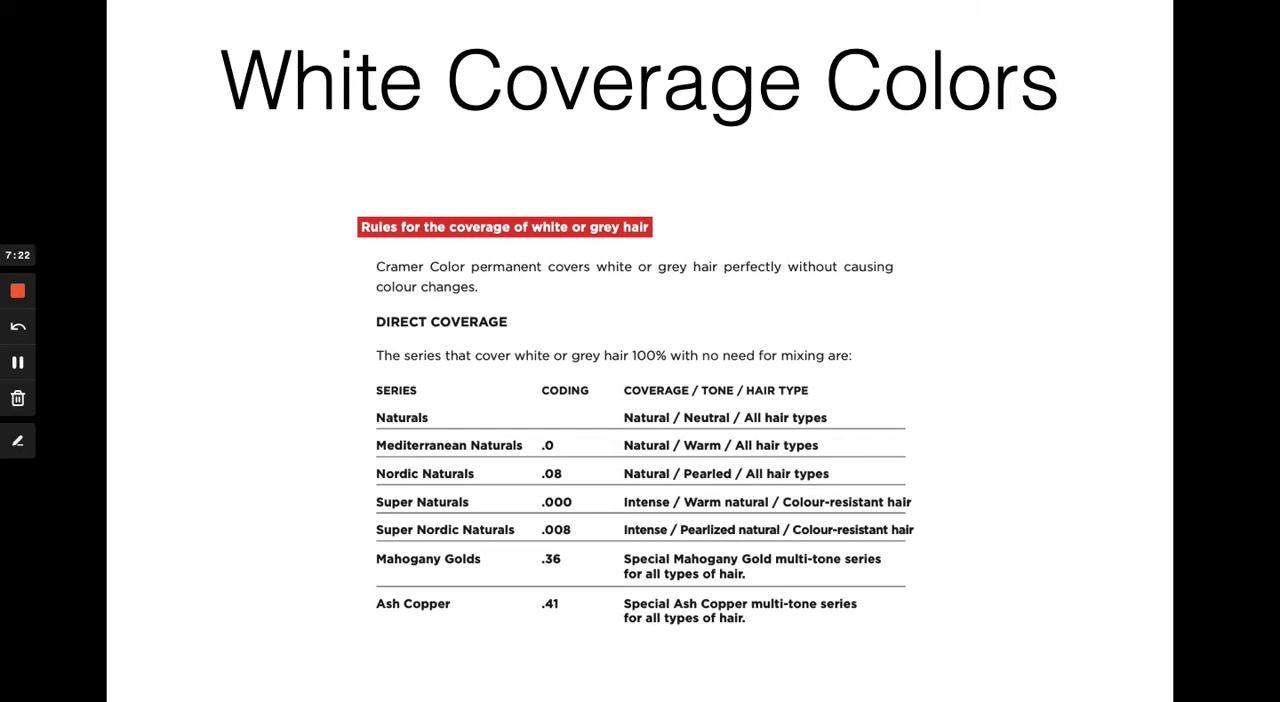 White Coverage Colors
Rules for the coverage of white or grey hair
Cramer Color permanent covers white or grey hair perfectly without causing
colour changes.
DIRECT COVERAGE
The series that cover white or grey hair 100% with no need for mixing are:
SERIES CODING COVERAGE / TONE / HAIR TYPE
Naturals Natural / Neutral / All hair types
7:22
Mediterranean Naturals .0 Natural / Warm / All hair types
Nordic Naturals .08 Natural / Pearled / All hair types
Super Naturals .000 Intense / Warm natural / Colour-resistant hair
Super Nordic Naturals .008 Intense / Pearlized natural / Colour-resistant hair
Mahogany Golds .36 Special Mahogany Gold multi-tone series
for all types of hair.
Ash Copper .41 Special Ash Copper multi-tone series
for all types of hair.